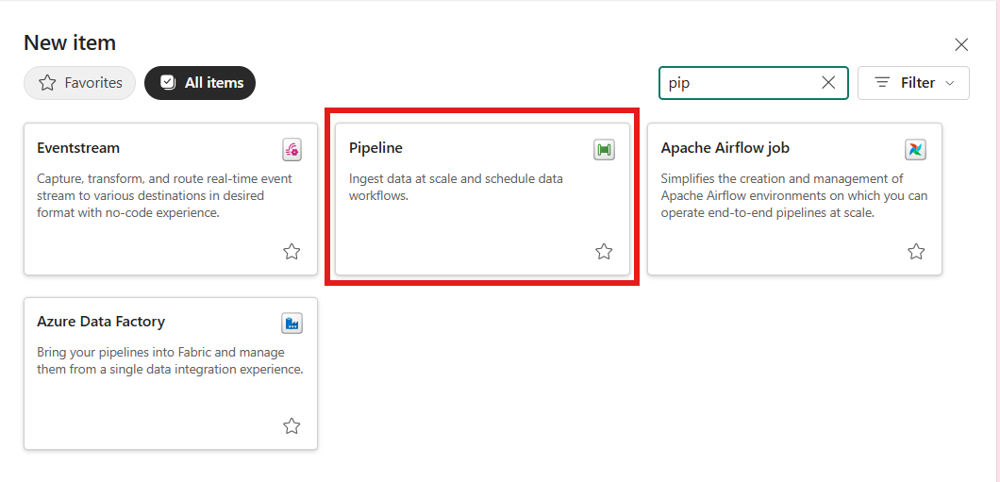 New item
Favorites
All items
pip
Filter
Eventstream
Capture, transform, and route real-time event
stream to various destinations in desired
format with no-code experience.
Pipeline
Ingest data at scale and schedule data
workflows.
Apache Airflow job
Simplifies the creation and management of
Apache Airflow environments on which you can
operate end-to-end pipelines at scale.
Azure Data Factory
Bring your pipelines into Fabric and manage
them from a single data integration experience.